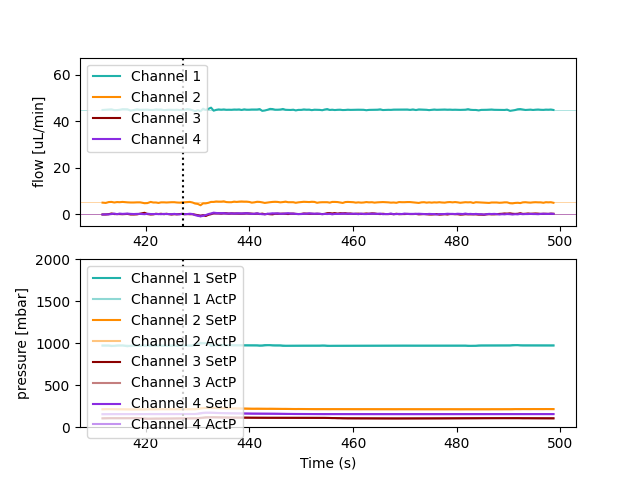 60
40
20
0
flow [uL/min]
Channel 1
Channel 2
Channel 3
Channel 4
420
440
460
480
500
2000
1500
1000
500
0
pressure [mbar]
Channel 1 SetP
Channel 1 ActP
Channel 2 SetP
Channel 2 ActP
Channel 3 SetP
Channel 3 ActP
Channel 4 SetP
Channel 4 ActP
420
440
460
480
500
Time (s)